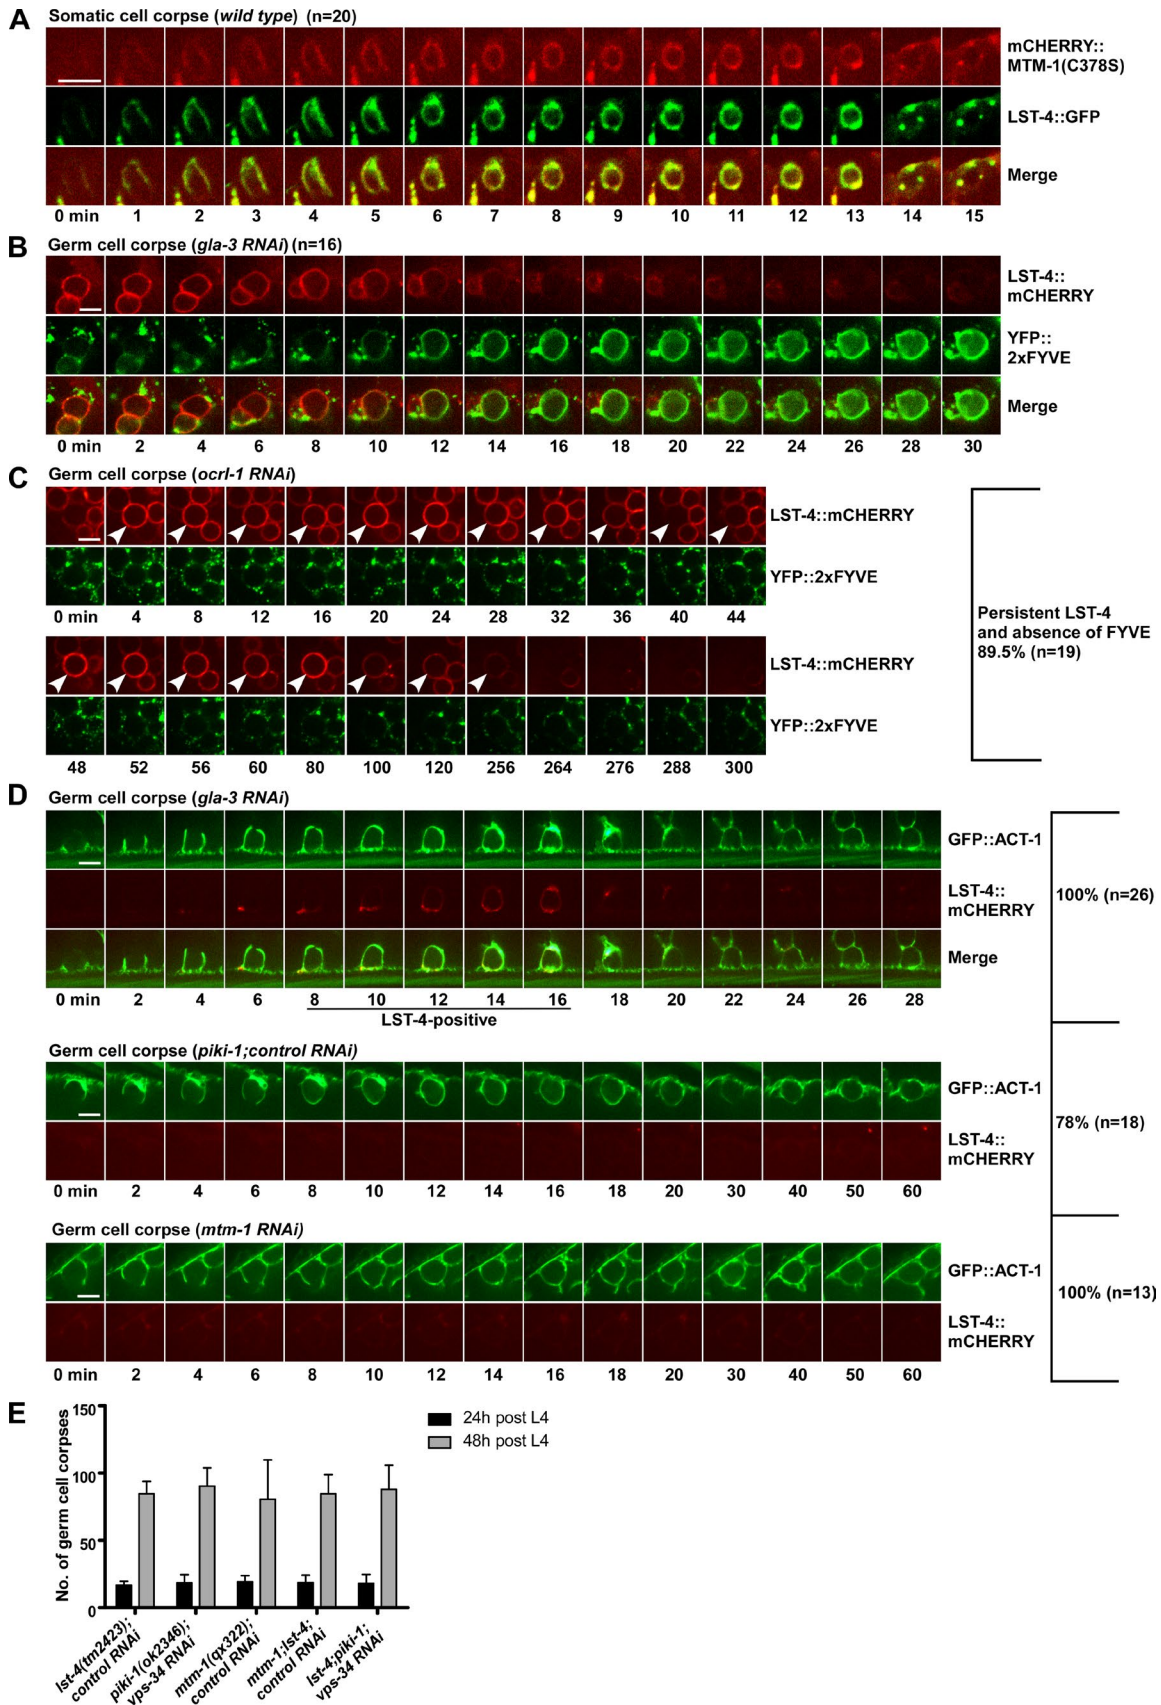 A
Somatic cell corpse (wild type) (n=20)
mCHERRY::
MTM-1(C378S)
LST-4::GFP
Merge
0 min 1 2 3 4 5 6 7 8 9 10 11 12 13 14 15
B
Germ cell corpse (gla-3 RNAi) (n=16)
LST-4::
mCHERRY
YFP::
2xFYVE
Merge
0 min 2 4 6 8 10 12 14 16 18 20 22 24 26 28 30
C
Germ cell corpse (ocrl-1 RNAi)
LST-4::mCHERRY
YFP::2xFYVE
0 min 4 8 12 16 20 24 28 32 36 40 44
LST-4::mCHERRY
YFP::2xFYVE
48 52 56 60 80 100 120 256 264 276 288 300
Persistent LST-4
and absence of FYVE
89.5% (n=19)
D
Germ cell corpse (gla-3 RNAi)
GFP::ACT-1
LST-4::
mCHERRY
Merge
0 min 2 4 6 8 10 12 14 16 18 20 22 24 26 28
LST-4-positive
100% (n=26)
Germ cell corpse (piki-1;control RNAi)
GFP::ACT-1
LST-4::
mCHERRY
0 min 2 4 6 8 10 12 14 16 18 20 30 40 50 60
78% (n=18)
Germ cell corpse (mtm-1 RNAi)
GFP::ACT-1
LST-4::
mCHERRY
0 min 2 4 6 8 10 12 14 16 18 20 30 40 50 60
100% (n=13)
E
No. of germ cell corpses
150
100
50
0
24h post L4
48h post L4
lst-4(tm2423);
control RNAi
piki-1(ok2346);
vps-34 RNAi
mtm-1(qx322);
control RNAi
mtm-1;lst-4;
control RNAi
lst-4;piki-1;
vps-34 RNAi